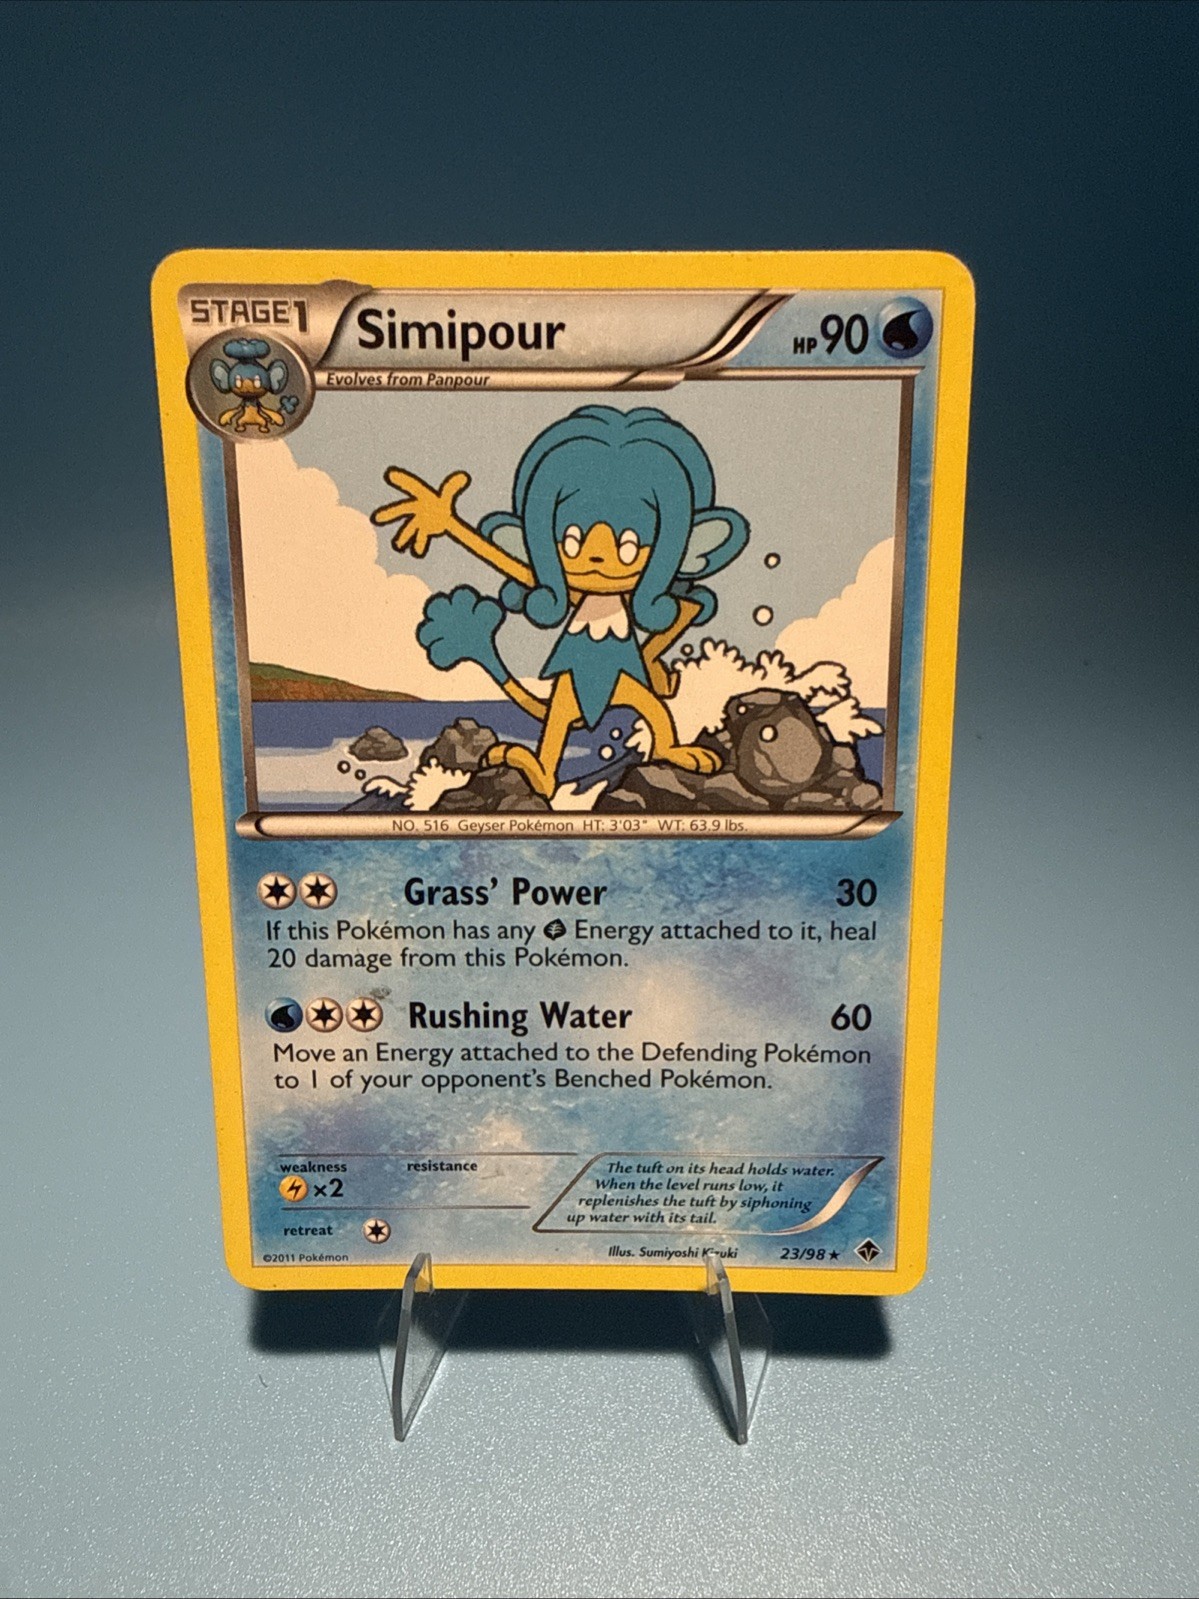 STAGE1
Simipour
HP90
Evolves from Panpour
NO. 516 Geyser Pokémon HT: 3'03" WT: 63.9 lbs.
Grass' Power 30
If this Pokémon has any Energy attached to it, heal
20 damage from this Pokémon.
Rushing Water 60
Move an Energy attached to the Defending Pokémon
to 1 of your opponent's Benched Pokémon.
weakness resistance
×2
retreat
The tuft on its head holds water.
When the level runs low, it
replenishes the tuft by siphoning
up water with its tail.
©2011 Pokémon
Illus. Sumiyoshi Kizuki
23/98 ★